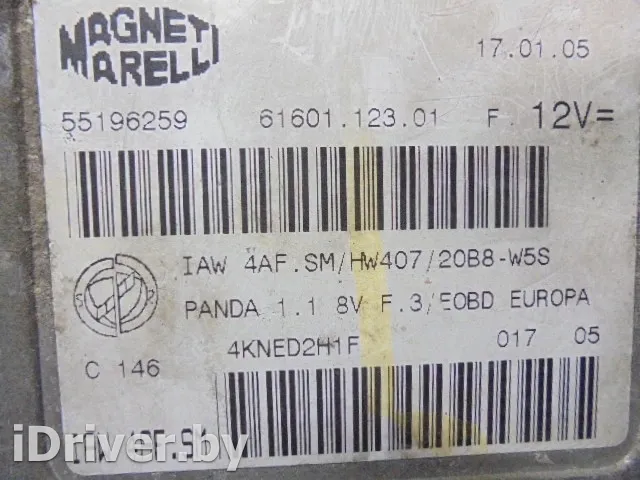 MAGNETI MARELLI
17.01.05
55196259 61601.123.01 F. 12V=
IAW 4AF.SM/HW407/20B8-W5S
PANDA 1.1 8V F.3/EOBD EUROPA
4KNED2H1F 017 05
C 146
iDriver.by